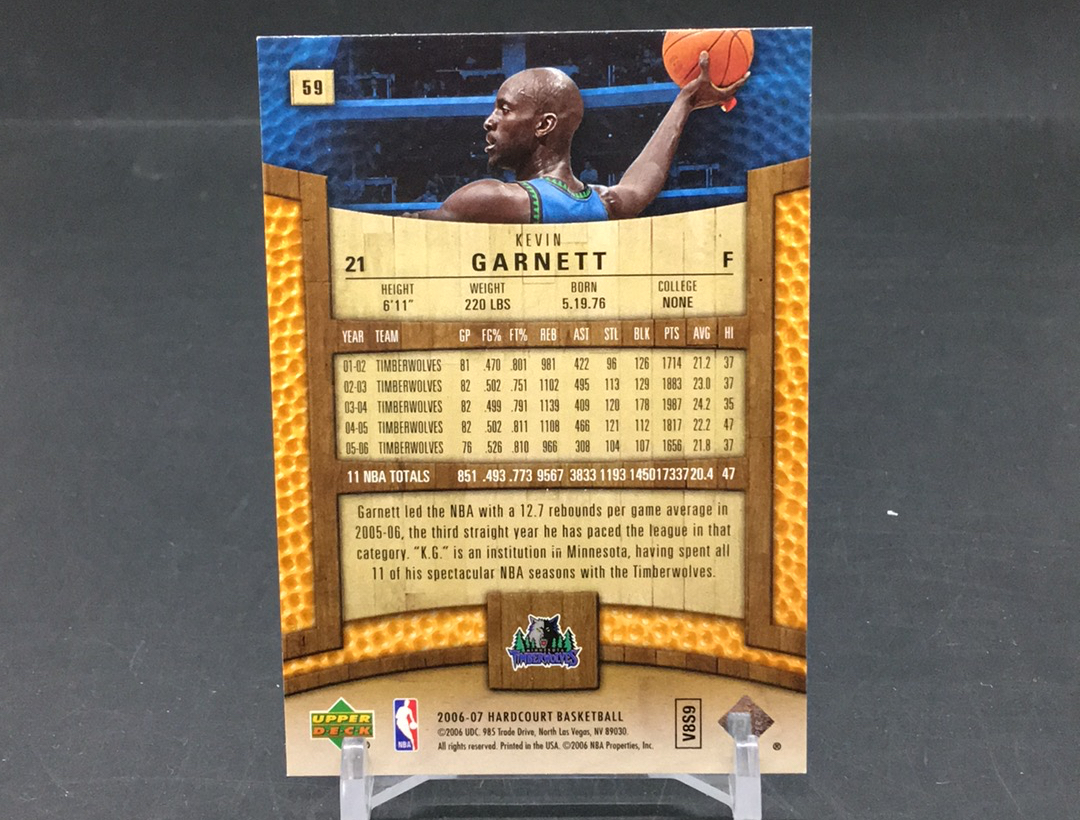 59
KEVIN
21 GARNETT F
HEIGHT WEIGHT BORN COLLEGE
6'11" 220 LBS 5.19.76 NONE
YEAR TEAM GP FG% FT% REB AST STL BLK PTS AVG HI
01-02 TIMBERWOLVES 81 .470 .801 981 422 96 126 1714 21.2 37
02-03 TIMBERWOLVES 82 .502 .751 1102 495 113 129 1883 23.0 37
03-04 TIMBERWOLVES 82 .499 .791 1139 409 120 178 1987 24.2 35
04-05 TIMBERWOLVES 82 .502 .811 1108 466 121 112 1817 22.2 47
05-06 TIMBERWOLVES 76 .526 .810 966 308 104 107 1656 21.8 37
11 NBA TOTALS 851 .493 .773 9567 3833 1193 1450 17337 20.4 47
Garnett led the NBA with a 12.7 rebounds per game average in
2005-06, the third straight year he has paced the league in that
category. "K.G." is an institution in Minnesota, having spent all
11 of his spectacular NBA seasons with the Timberwolves.
TIMBERWOLVES
UPPER DECK
NBA
2006-07 HARDCOURT BASKETBALL
©2006 UDC. 985 Trade Drive, North Las Vegas, NV 89030.
All rights reserved. Printed in the USA. ©2006 NBA Properties, Inc.
V8S9
®